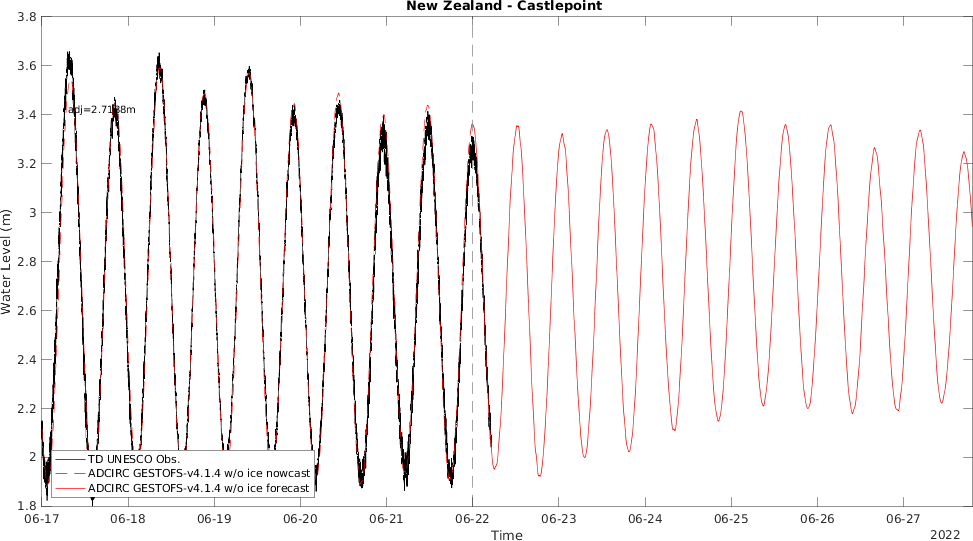 New Zealand - Castlepoint
3.8
3.6
3.4
3.2
3
2.8
2.6
2.4
2.2
2
1.8
Water Level (m)
adj=2.7138m
TD UNESCO Obs.
ADCIRC GESTOFS-v4.1.4 w/o ice nowcast
ADCIRC GESTOFS-v4.1.4 w/o ice forecast
06-17 06-18 06-19 06-20 06-21 06-22 06-23 06-24 06-25 06-26 06-27
Time
2022